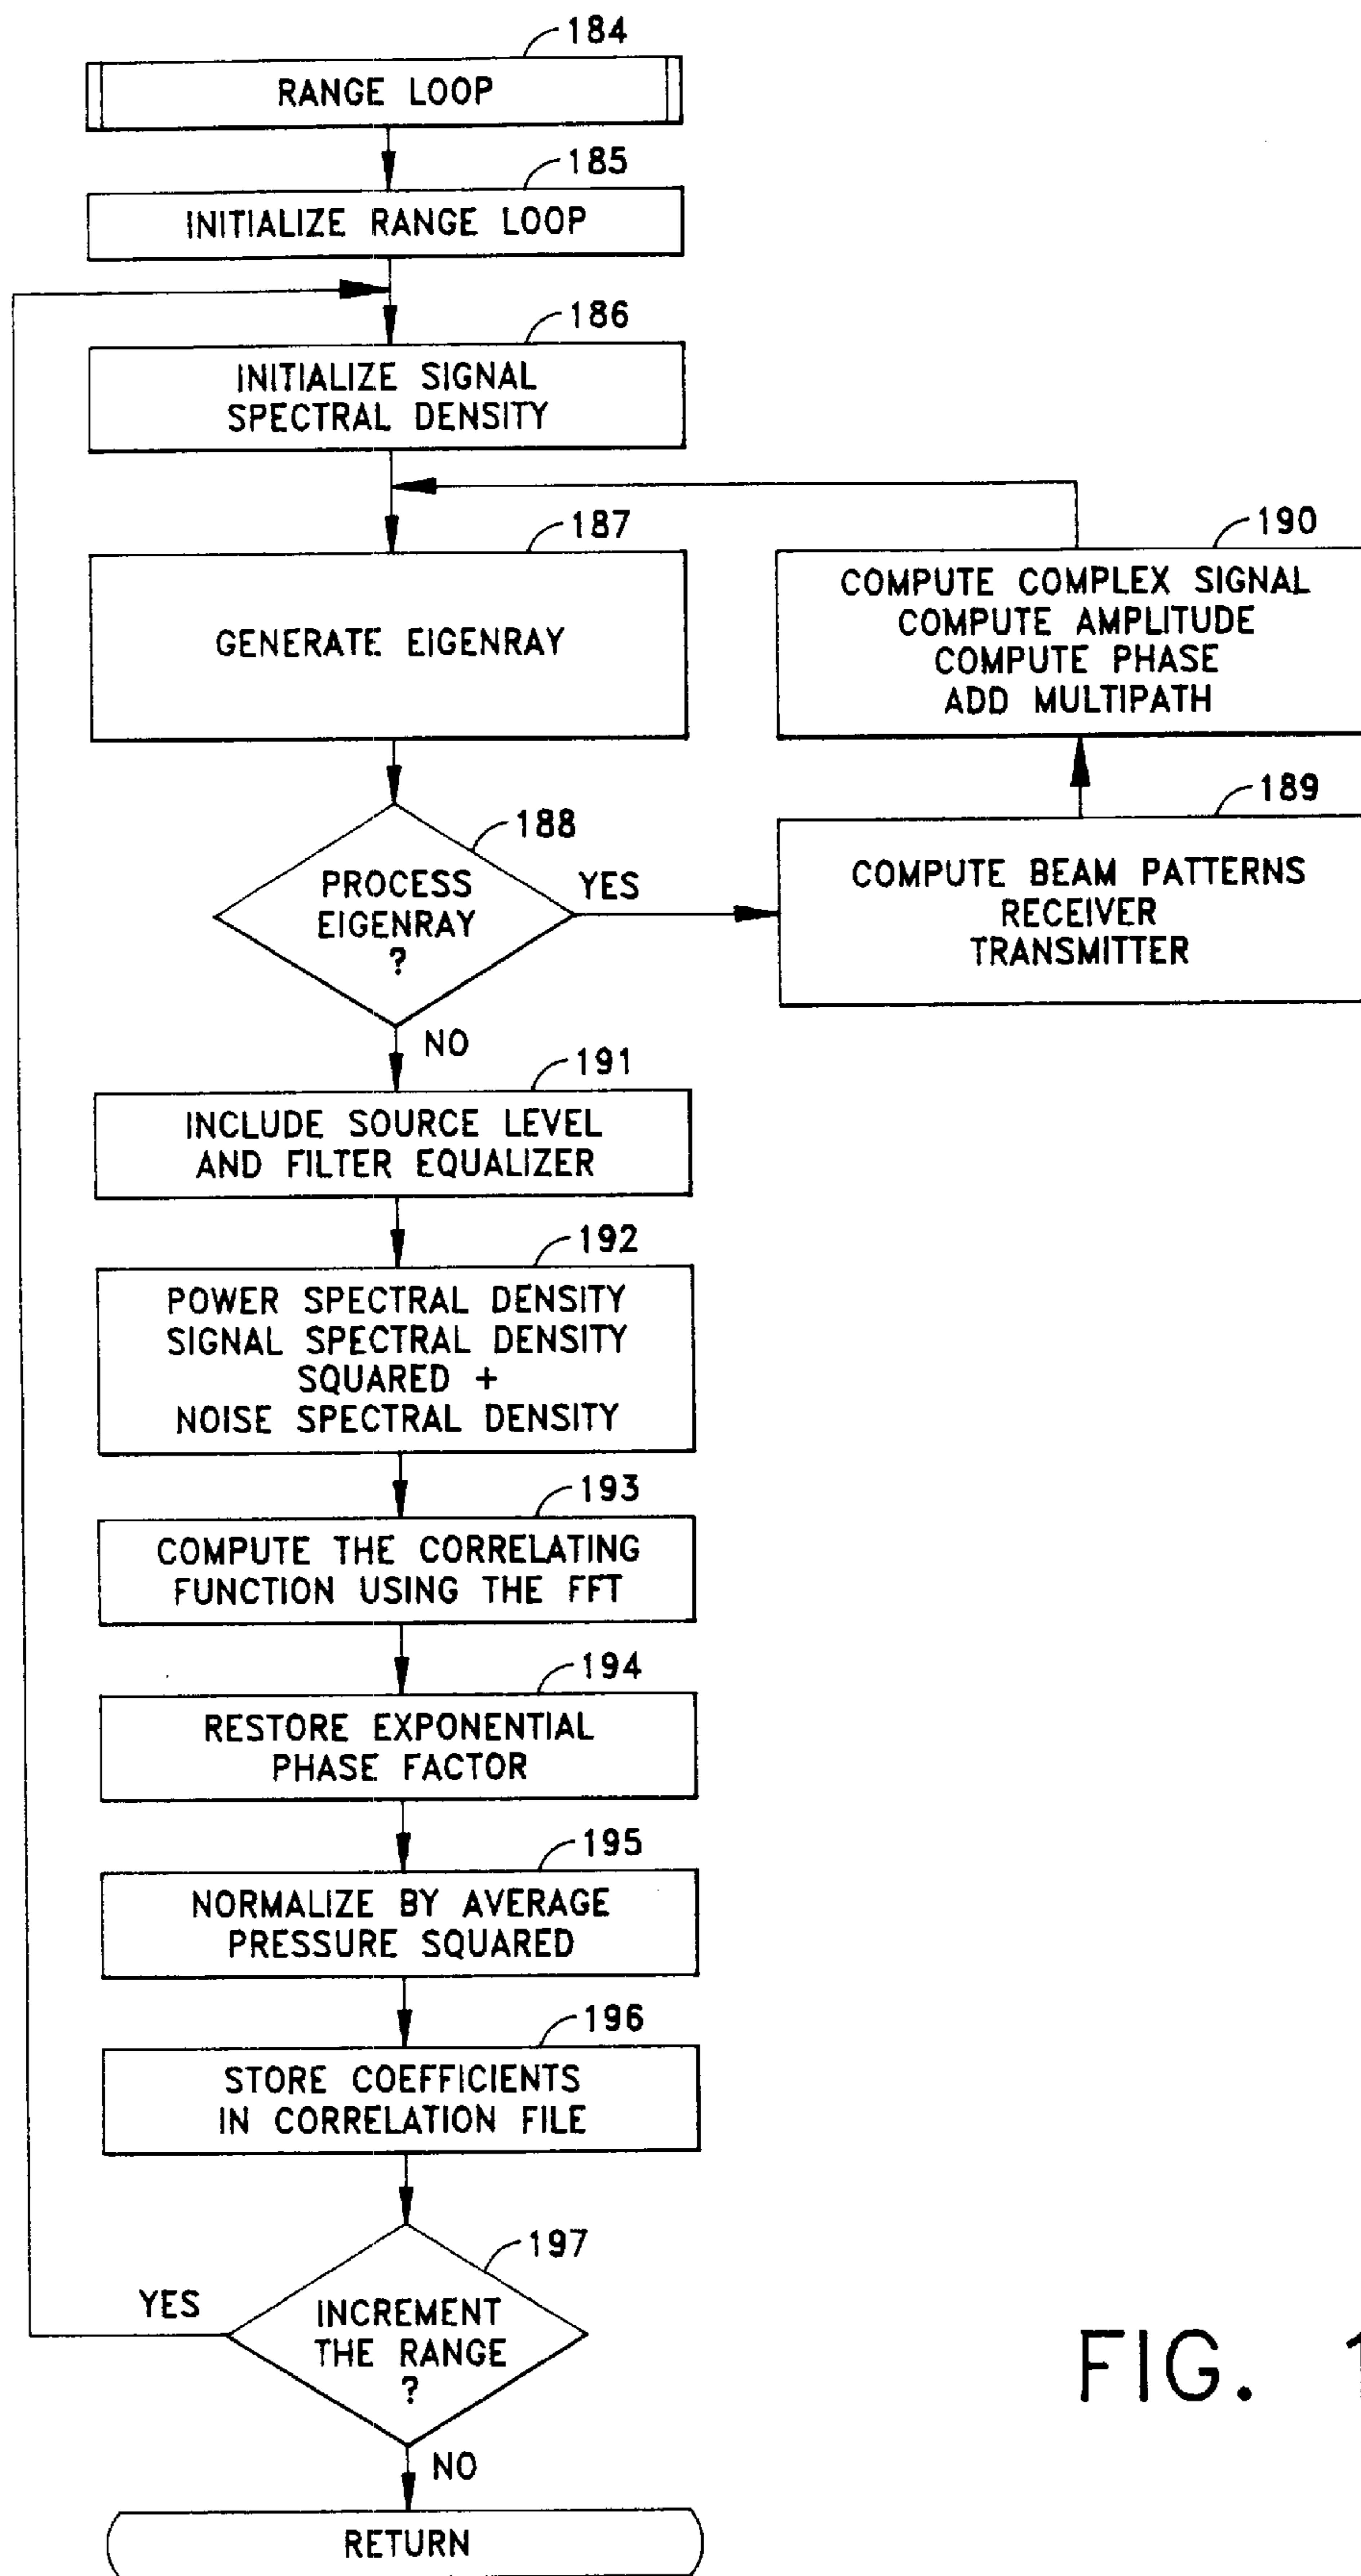 184
RANGE LOOP
185
INITIALIZE RANGE LOOP
186
INITIALIZE SIGNAL
SPECTRAL DENSITY
187
GENERATE EIGENRAY
190
COMPUTE COMPLEX SIGNAL
COMPUTE AMPLITUDE
COMPUTE PHASE
ADD MULTIPATH
188
PROCESS
EIGENRAY
?
YES
189
COMPUTE BEAM PATTERNS
RECEIVER
TRANSMITTER
NO
191
INCLUDE SOURCE LEVEL
AND FILTER EQUALIZER
192
POWER SPECTRAL DENSITY
SIGNAL SPECTRAL DENSITY
SQUARED +
NOISE SPECTRAL DENSITY
193
COMPUTE THE CORRELATING
FUNCTION USING THE FFT
194
RESTORE EXPONENTIAL
PHASE FACTOR
195
NORMALIZE BY AVERAGE
PRESSURE SQUARED
196
STORE COEFFICIENTS
IN CORRELATION FILE
197
INCREMENT
THE RANGE
?
YES
NO
RETURN
FIG.